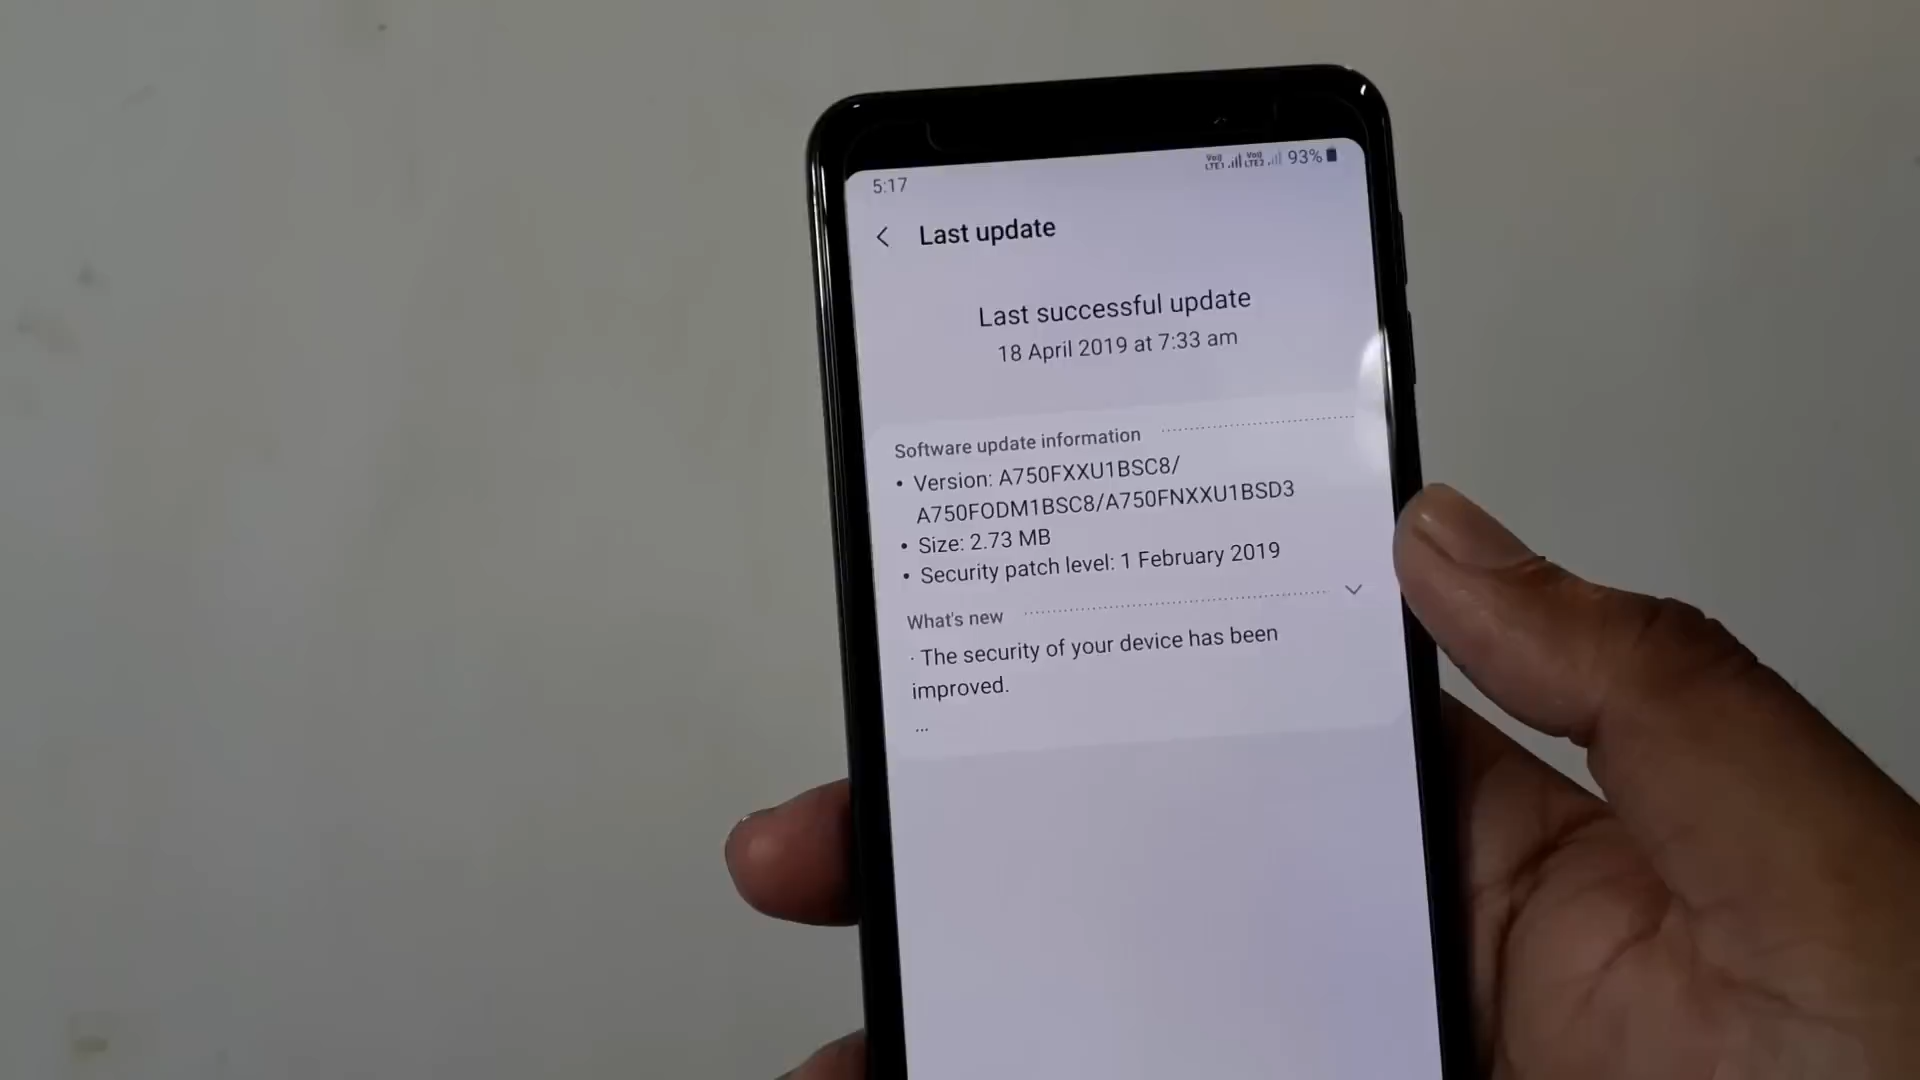 5:17
VoLTE1 VoLTE2 93%
Last update
Last successful update
18 April 2019 at 7:33 am
Software update information
• Version: A750FXXU1BSC8/
A750FODM1BSC8/A750FNXXU1BSD3
• Size: 2.73 MB
• Security patch level: 1 February 2019
What's new
· The security of your device has been
improved.
...